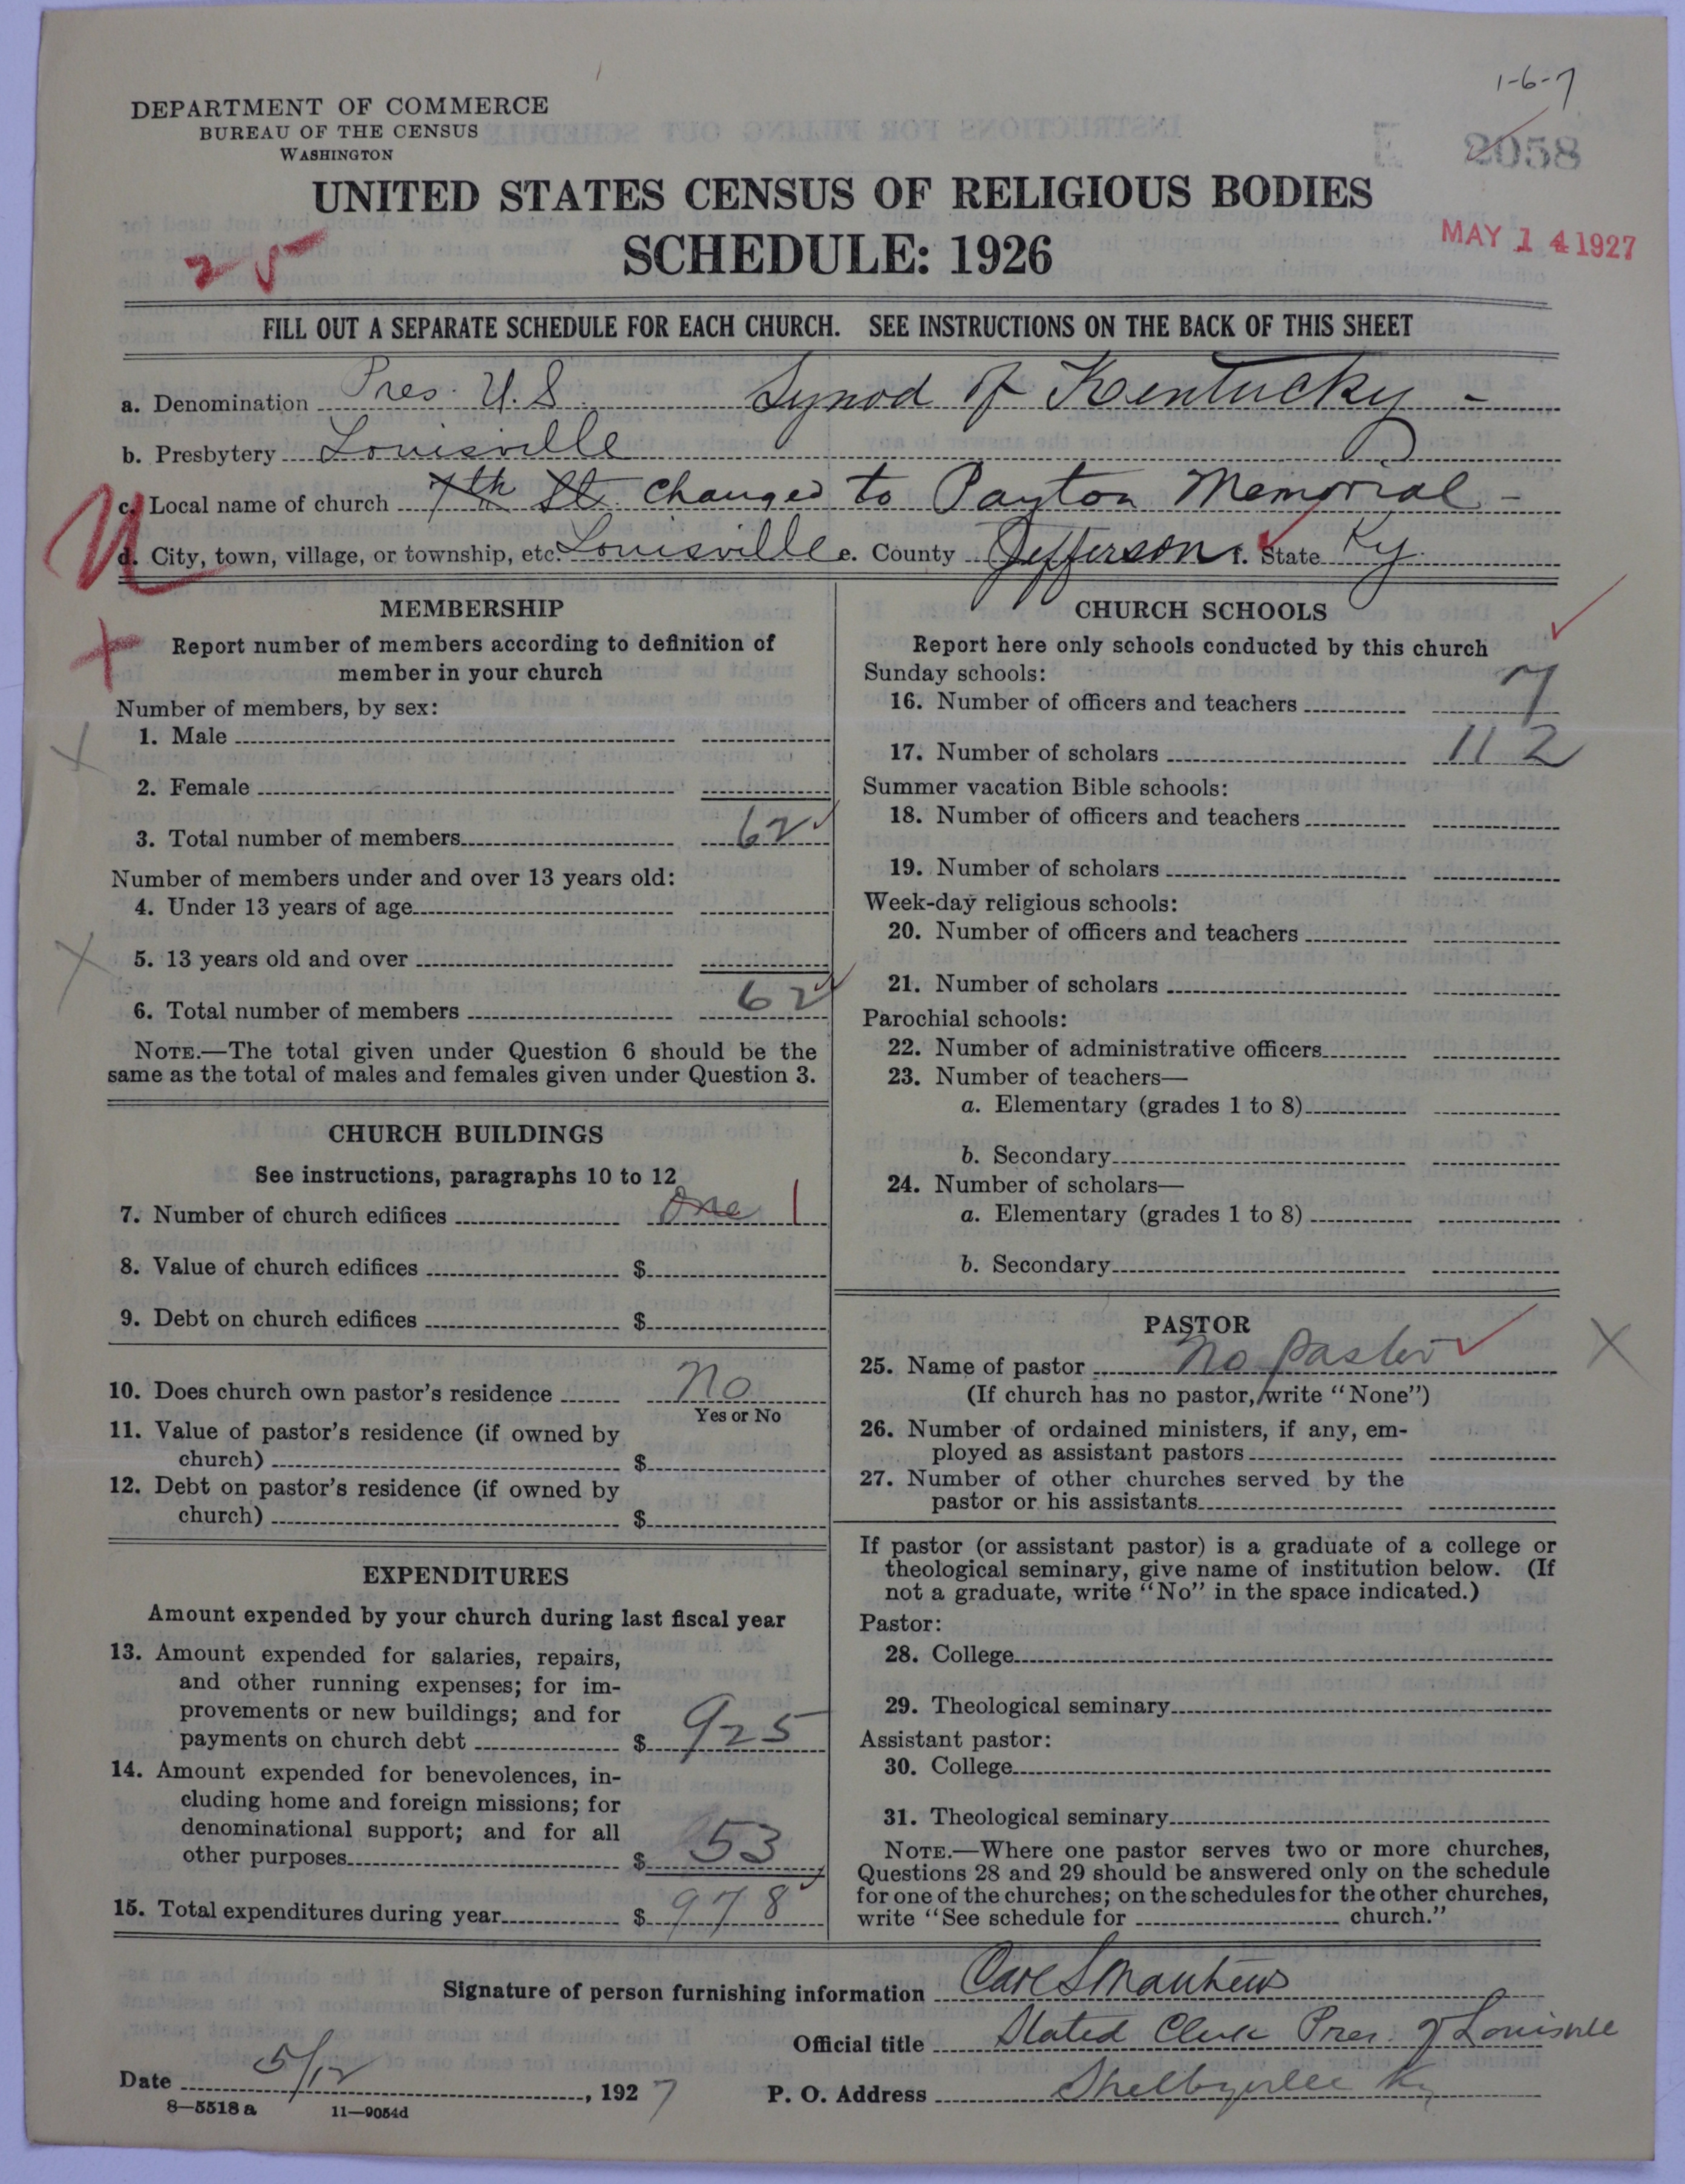 1-6-7
DEPARTMENT OF COMMERCE
BUREAU OF THE CENSUS
WASHINGTON
2058
UNITED STATES CENSUS OF RELIGIOUS BODIES
SCHEDULE: 1926
MAY 14 1927
25
FILL OUT A SEPARATE SCHEDULE FOR EACH CHURCH. SEE INSTRUCTIONS ON THE BACK OF THIS SHEET
a. Denomination Pres. U.S. Synod of Kentucky -
b. Presbytery Louisville
c. Local name of church 7th St. Changed to Payton Memorial -
d. City, town, village, or township, etc. Louisville e. County Jefferson f. State Ky.
MEMBERSHIP
Report number of members according to definition of
member in your church
Number of members, by sex:
1. Male
2. Female
3. Total number of members 62
Number of members under and over 13 years old:
4. Under 13 years of age
5. 13 years old and over
6. Total number of members 62
NOTE.—The total given under Question 6 should be the
same as the total of males and females given under Question 3.
CHURCH BUILDINGS
See instructions, paragraphs 10 to 12
7. Number of church edifices One 1
8. Value of church edifices $
9. Debt on church edifices $
10. Does church own pastor's residence No
Yes or No
11. Value of pastor's residence (if owned by
church) $
12. Debt on pastor's residence (if owned by
church) $
EXPENDITURES
Amount expended by your church during last fiscal year
13. Amount expended for salaries, repairs,
and other running expenses; for im-
provements or new buildings; and for
payments on church debt $ 925
14. Amount expended for benevolences, in-
cluding home and foreign missions; for
denominational support; and for all
other purposes $ 53
15. Total expenditures during year $ 978
CHURCH SCHOOLS
Report here only schools conducted by this church
Sunday schools:
16. Number of officers and teachers 7
17. Number of scholars 112
Summer vacation Bible schools:
18. Number of officers and teachers
19. Number of scholars
Week-day religious schools:
20. Number of officers and teachers
21. Number of scholars
Parochial schools:
22. Number of administrative officers
23. Number of teachers—
a. Elementary (grades 1 to 8)
b. Secondary
24. Number of scholars—
a. Elementary (grades 1 to 8)
b. Secondary
PASTOR
25. Name of pastor No pastor
(If church has no pastor, write "None")
26. Number of ordained ministers, if any, em-
ployed as assistant pastors
27. Number of other churches served by the
pastor or his assistants
If pastor (or assistant pastor) is a graduate of a college or
theological seminary, give name of institution below. (If
not a graduate, write "No" in the space indicated.)
Pastor:
28. College
29. Theological seminary
Assistant pastor:
30. College
31. Theological seminary
NOTE.—Where one pastor serves two or more churches,
Questions 28 and 29 should be answered only on the schedule
for one of the churches; on the schedules for the other churches,
write "See schedule for church."
Signature of person furnishing information Carl S Matthews
Official title Stated Clerk Pres. of Louisville
Date 5/12, 1927 P. O. Address Shelbyville Ky
8—5518 a 11—9054d